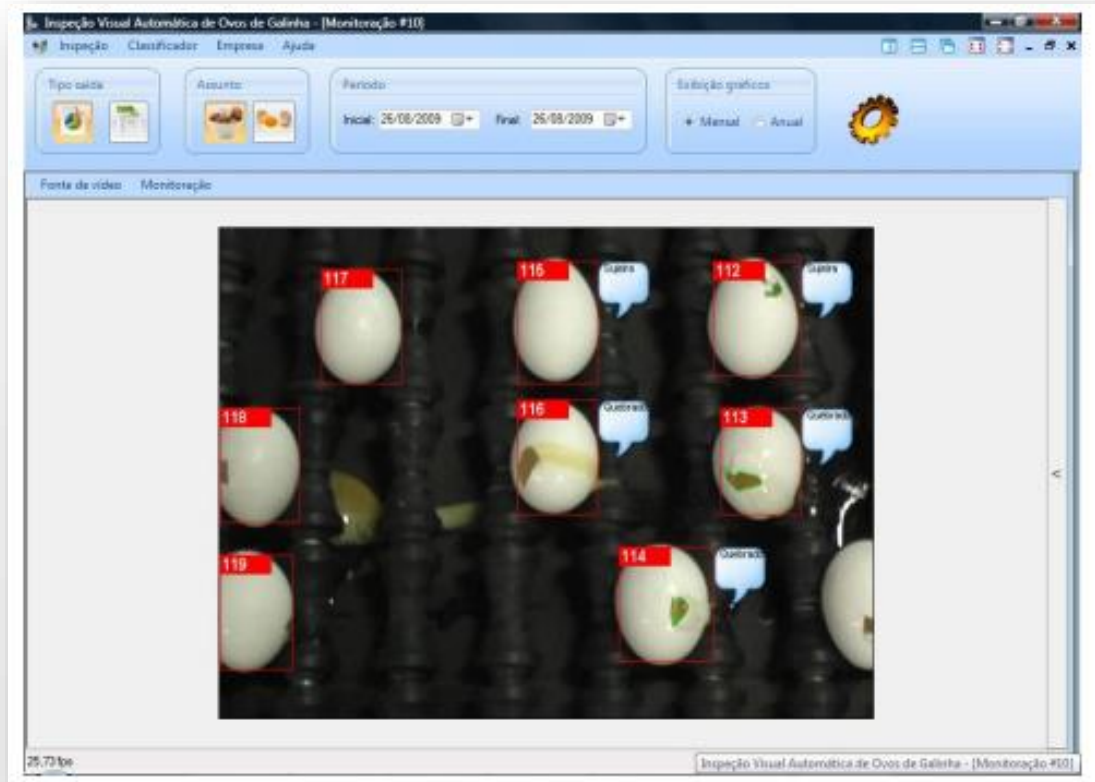 Inspeção Visual Automática de Ovos de Galinha - [Monitoração #10]
Inspeção Classificador Empresa Ajuda
Tipo saída Assunto Período Exibição gráficos
Inicial: 26/08/2009 Final: 26/08/2009 Mensal Anual
Fonte de vídeo Monitoração
117 115 Sujeira 112 Sujeira
118 116 Quebrado 113 Quebrado
119 114 Quebrado
<
25,73 fps
Inspeção Visual Automática de Ovos de Galinha - [Monitoração #10]